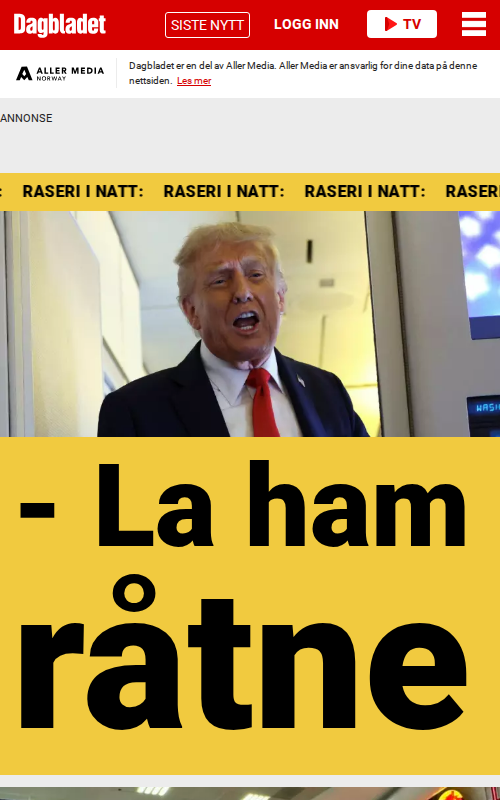 Dagbladet
SISTE NYTT
LOGG INN
TV
ALLER MEDIA
NORWAY
Dagbladet er en del av Aller Media. Aller Media er ansvarlig for dine data på denne
nettsiden. Les mer
ANNONSE
: RASERI I NATT: RASERI I NATT: RASERI I NATT: RASERI
WASH
- La ham
råtne